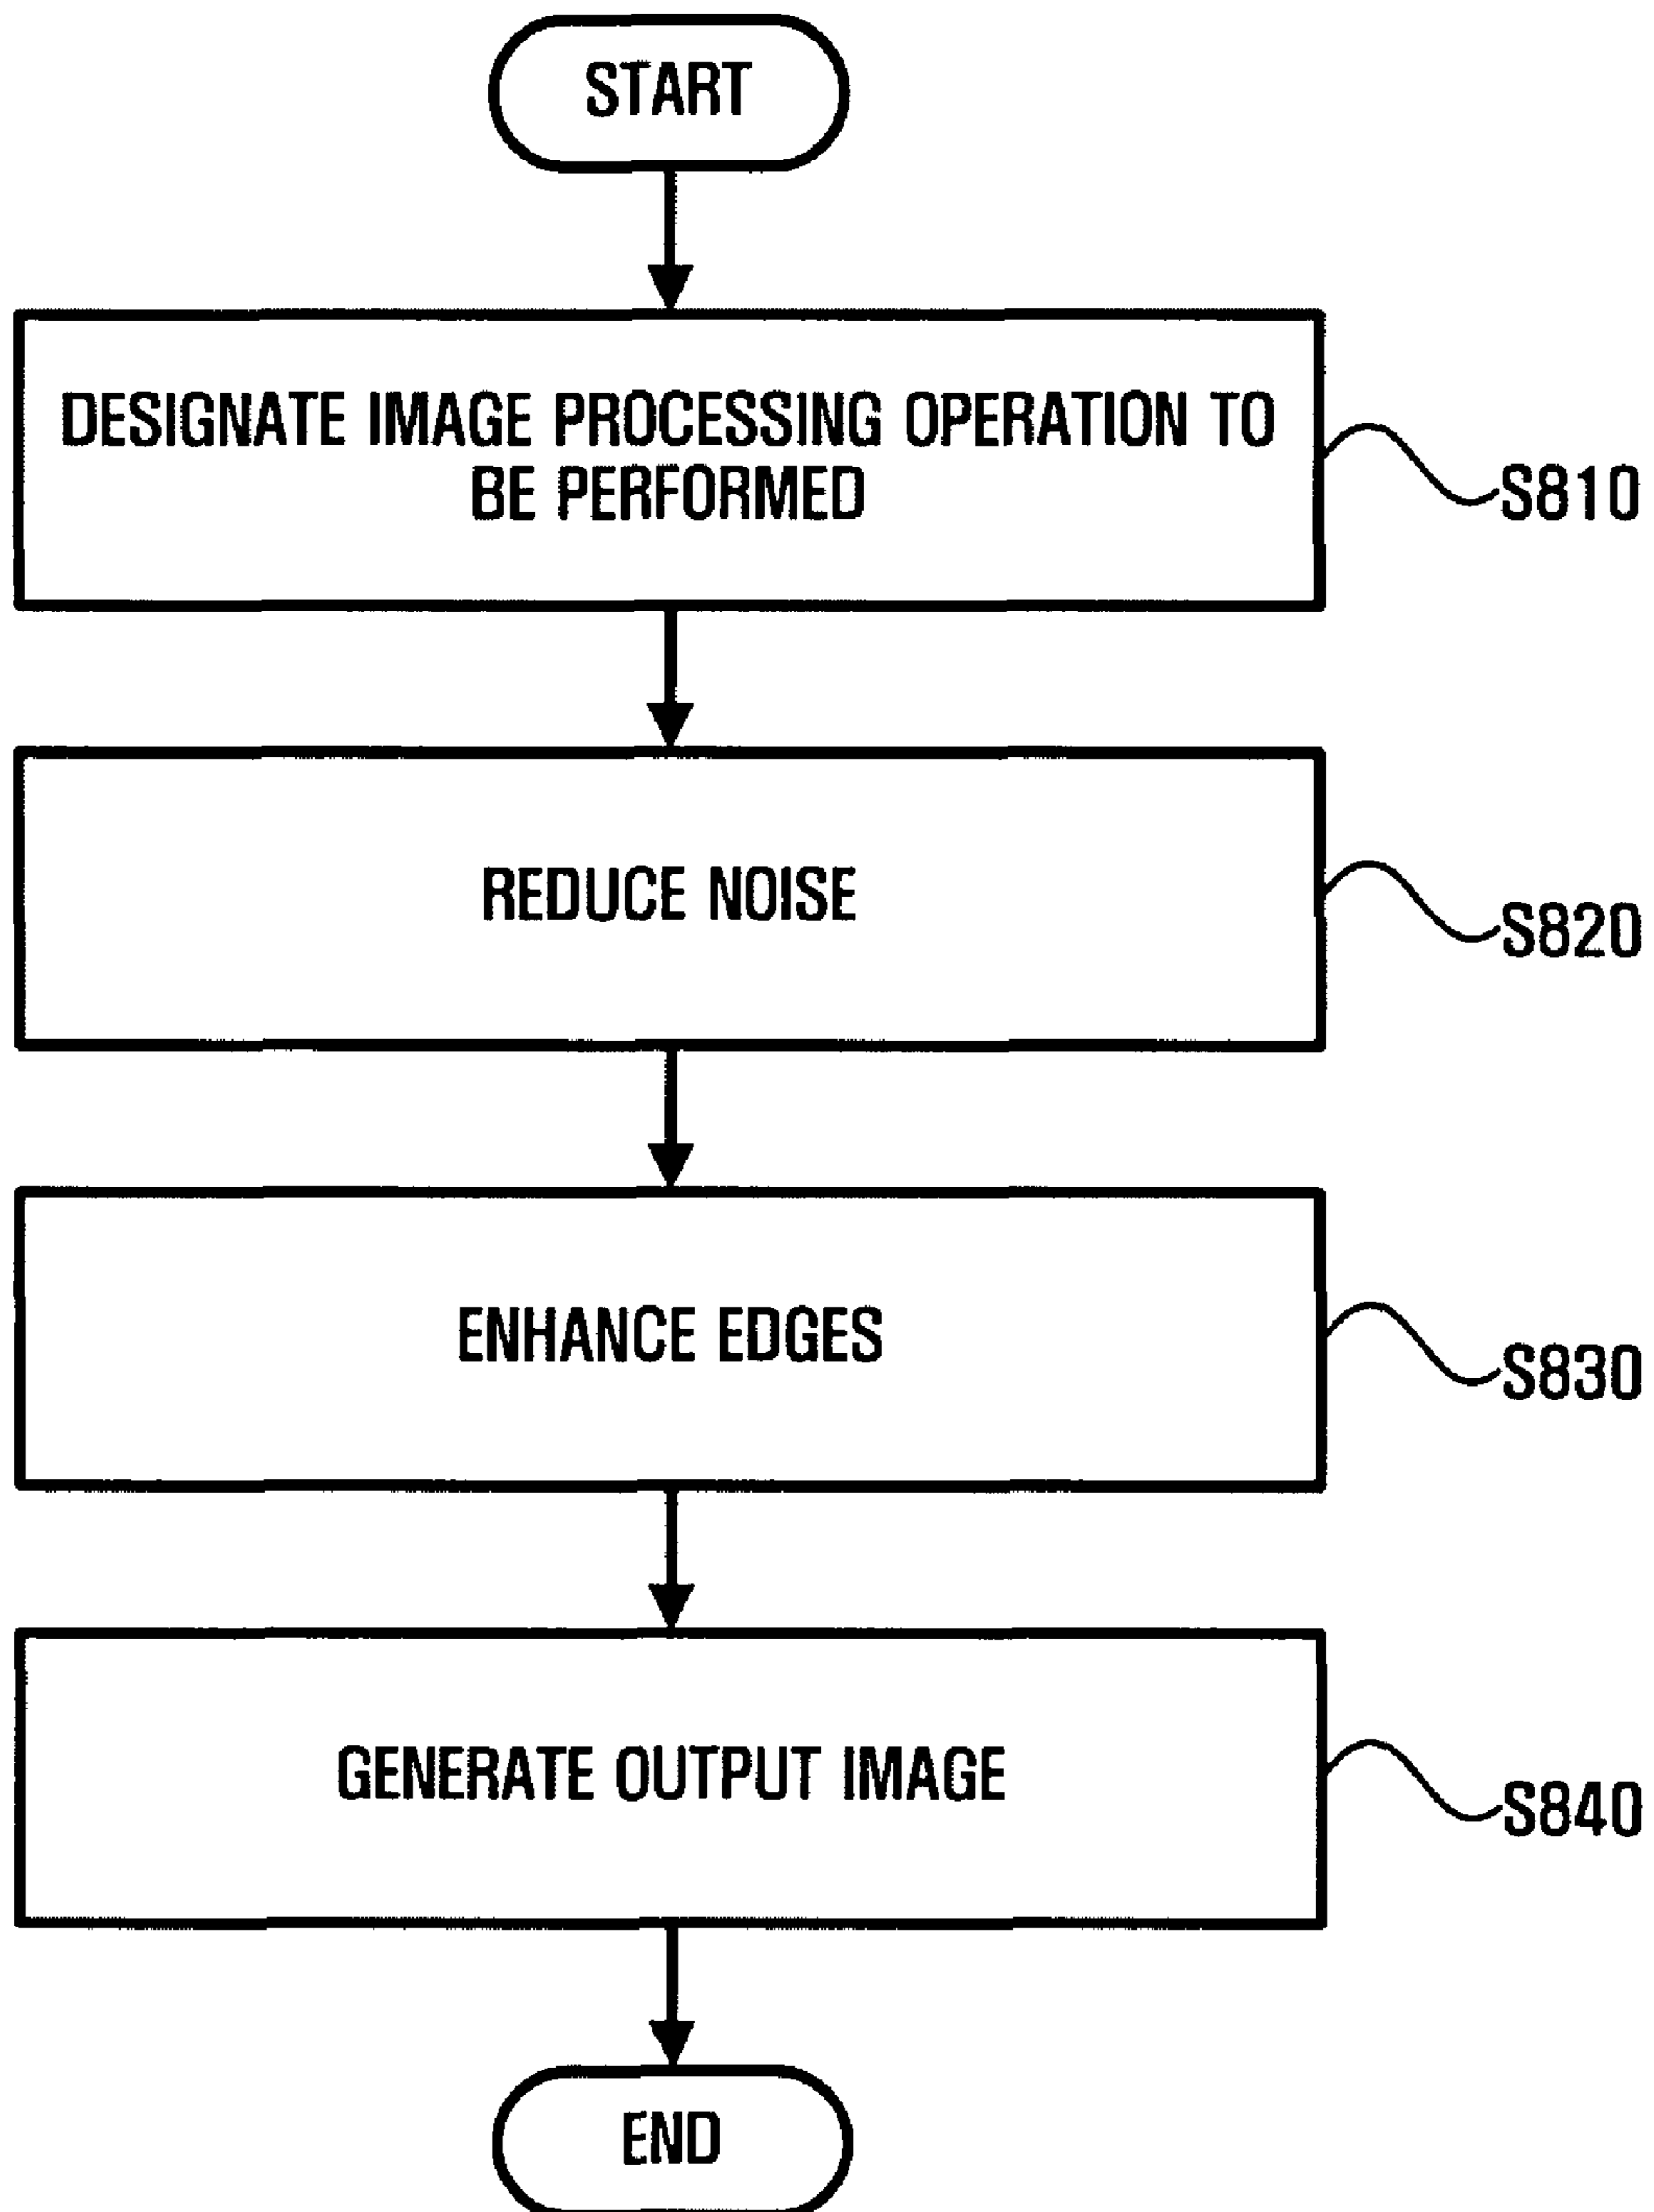 START
DESIGNATE IMAGE PROCESSING OPERATION TO
BE PERFORMED
S810
REDUCE NOISE
S820
ENHANCE EDGES
S830
GENERATE OUTPUT IMAGE
S840
END